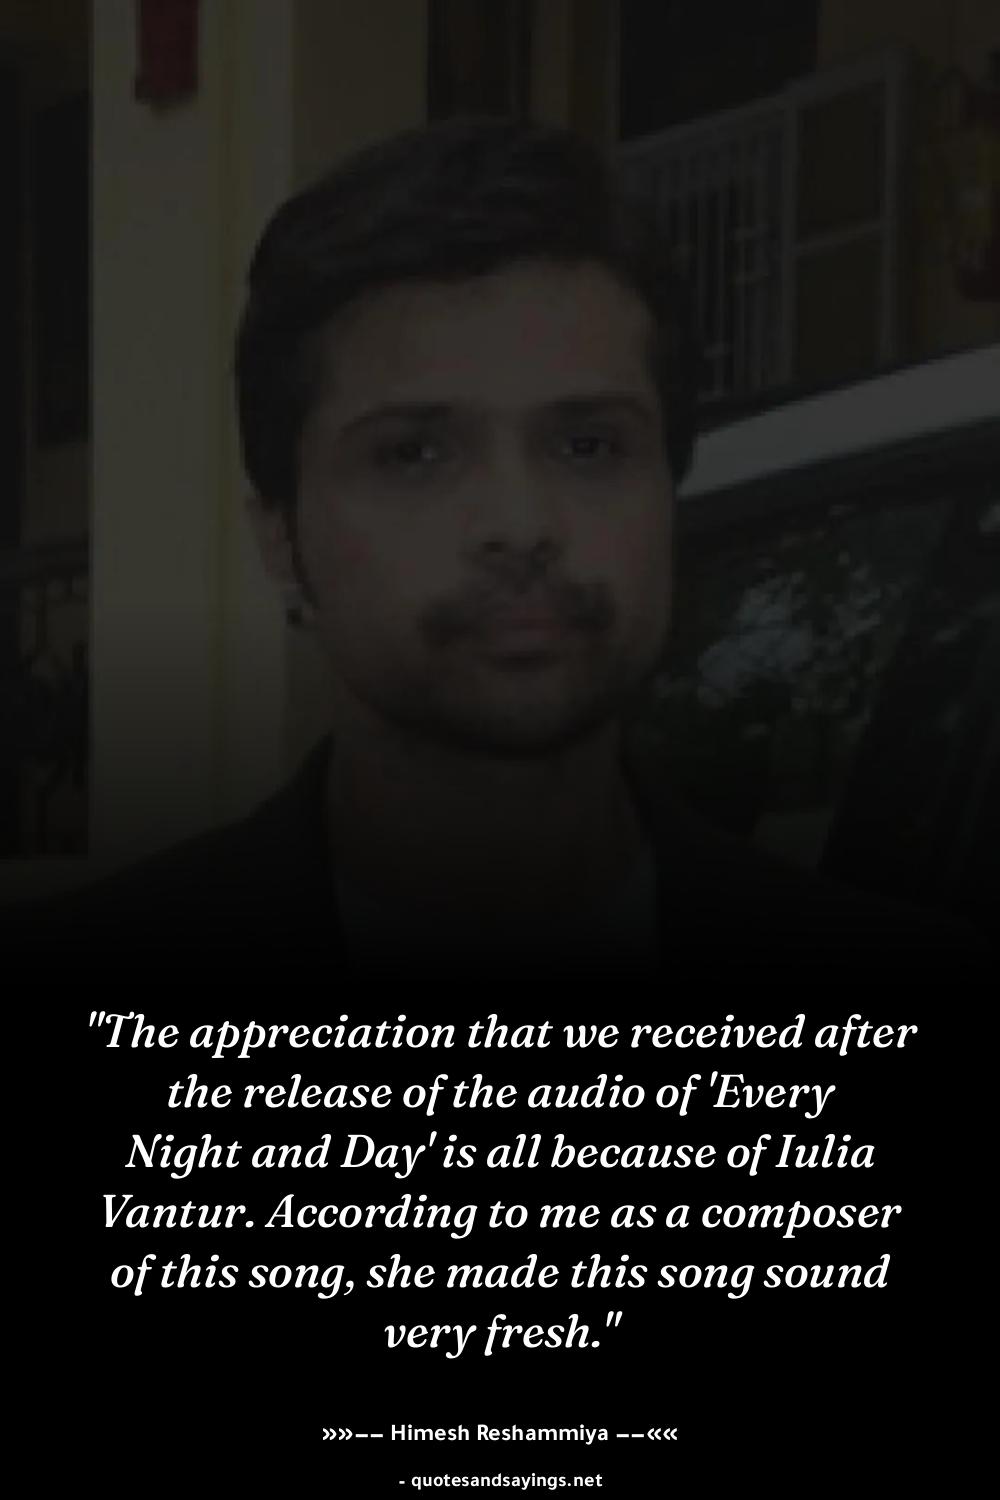 "The appreciation that we received after
the release of the audio of 'Every
Night and Day' is all because of Iulia
Vantur. According to me as a composer
of this song, she made this song sound
very fresh."
»»–– Himesh Reshammiya ––««
- quotesandsayings.net